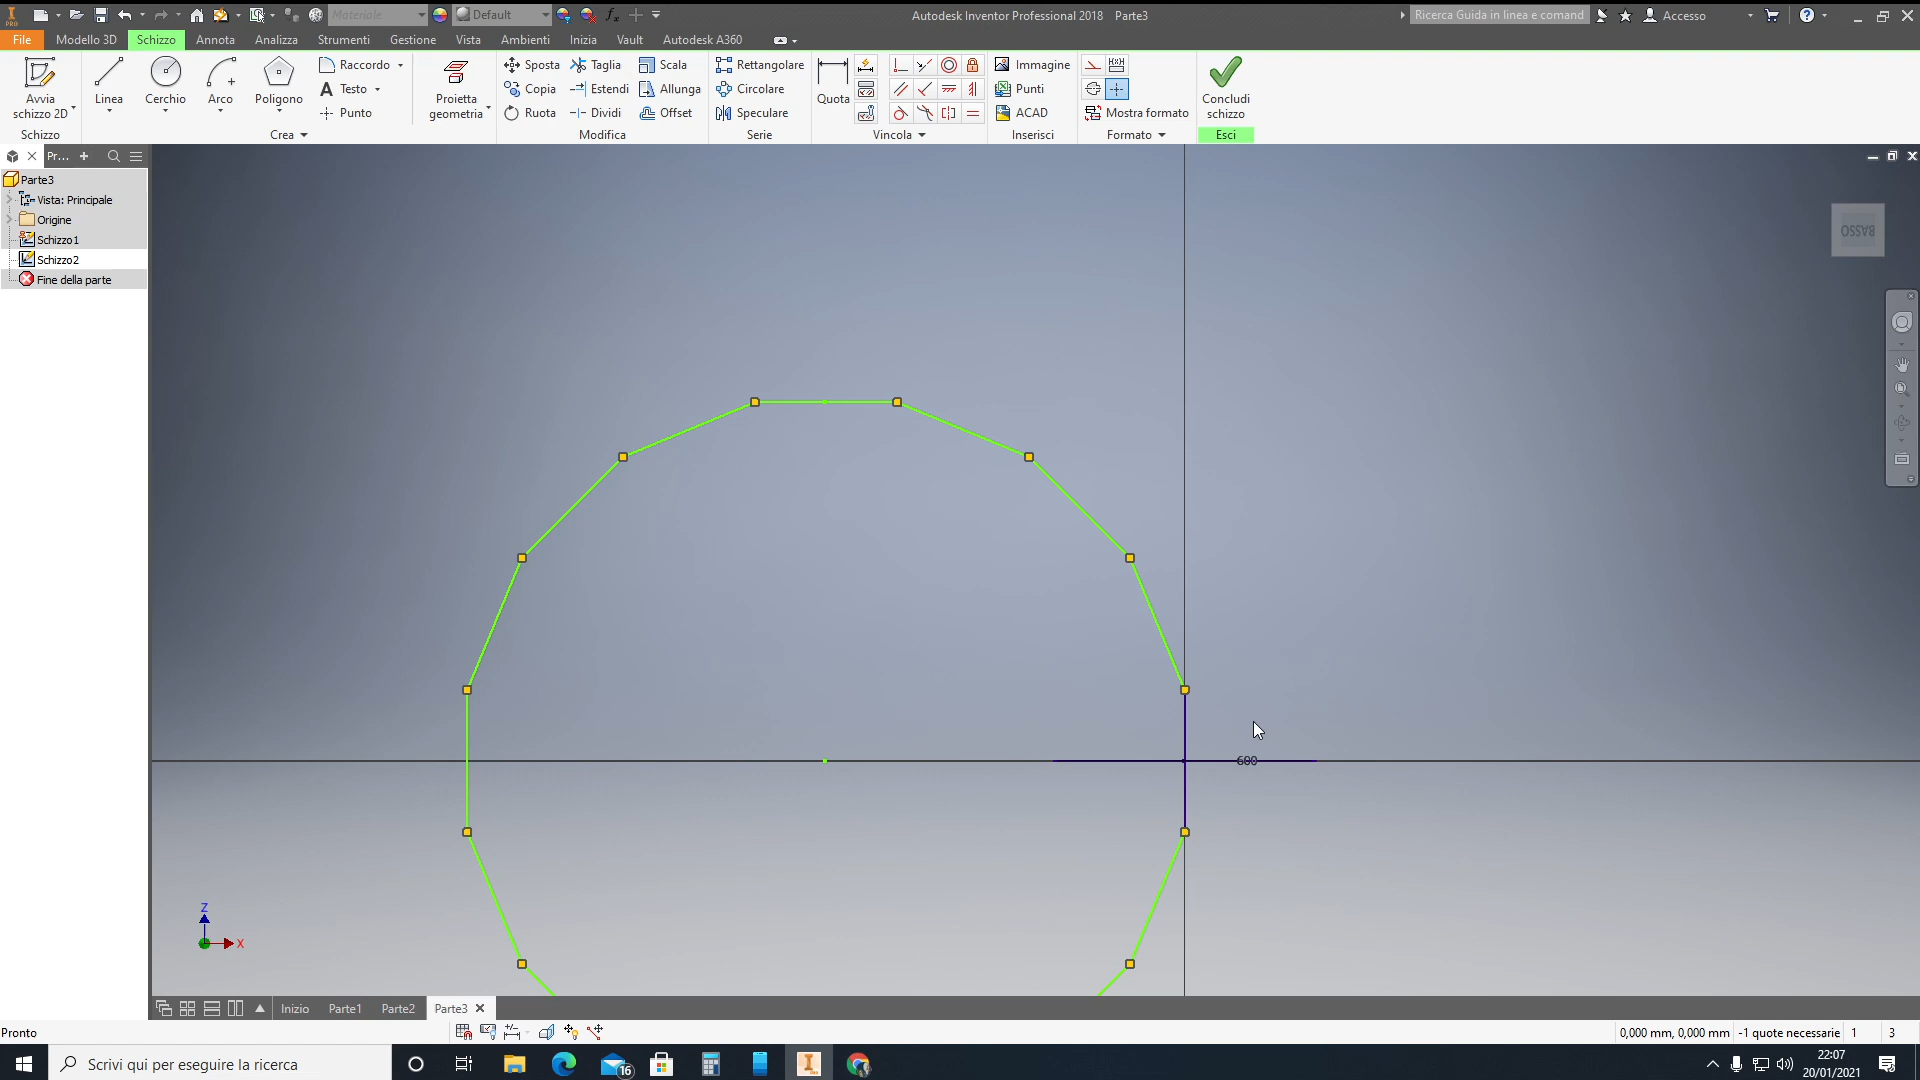 Materiale
Default
Autodesk Inventor Professional 2018 Parte3
Ricerca Guida in linea e comand
Accesso
PRO
File Modello 3D Schizzo Annota Analizza Strumenti Gestione Vista Ambienti Inizia Vault Autodesk A360
Avvia schizzo 2D
Linea
Cerchio
Arco
Poligono
Raccordo
Testo
Punto
Proietta geometria
Sposta
Copia
Ruota
Taglia
Estendi
Dividi
Scala
Allunga
Offset
Rettangolare
Circolare
Speculare
Quota
Immagine
Punti
ACAD
Mostra formato
Concludi schizzo
Schizzo Crea Modifica Serie Vincola Inserisci Formato Esci
Pr...
Parte3
Vista: Principale
Origine
Schizzo1
Schizzo2
Fine della parte
BASSO
600
Z
X
Inizio Parte1 Parte2 Parte3
Pronto
0,000 mm, 0,000 mm -1 quote necessarie 1 3
Scrivi qui per eseguire la ricerca
16
22:07
20/01/2021